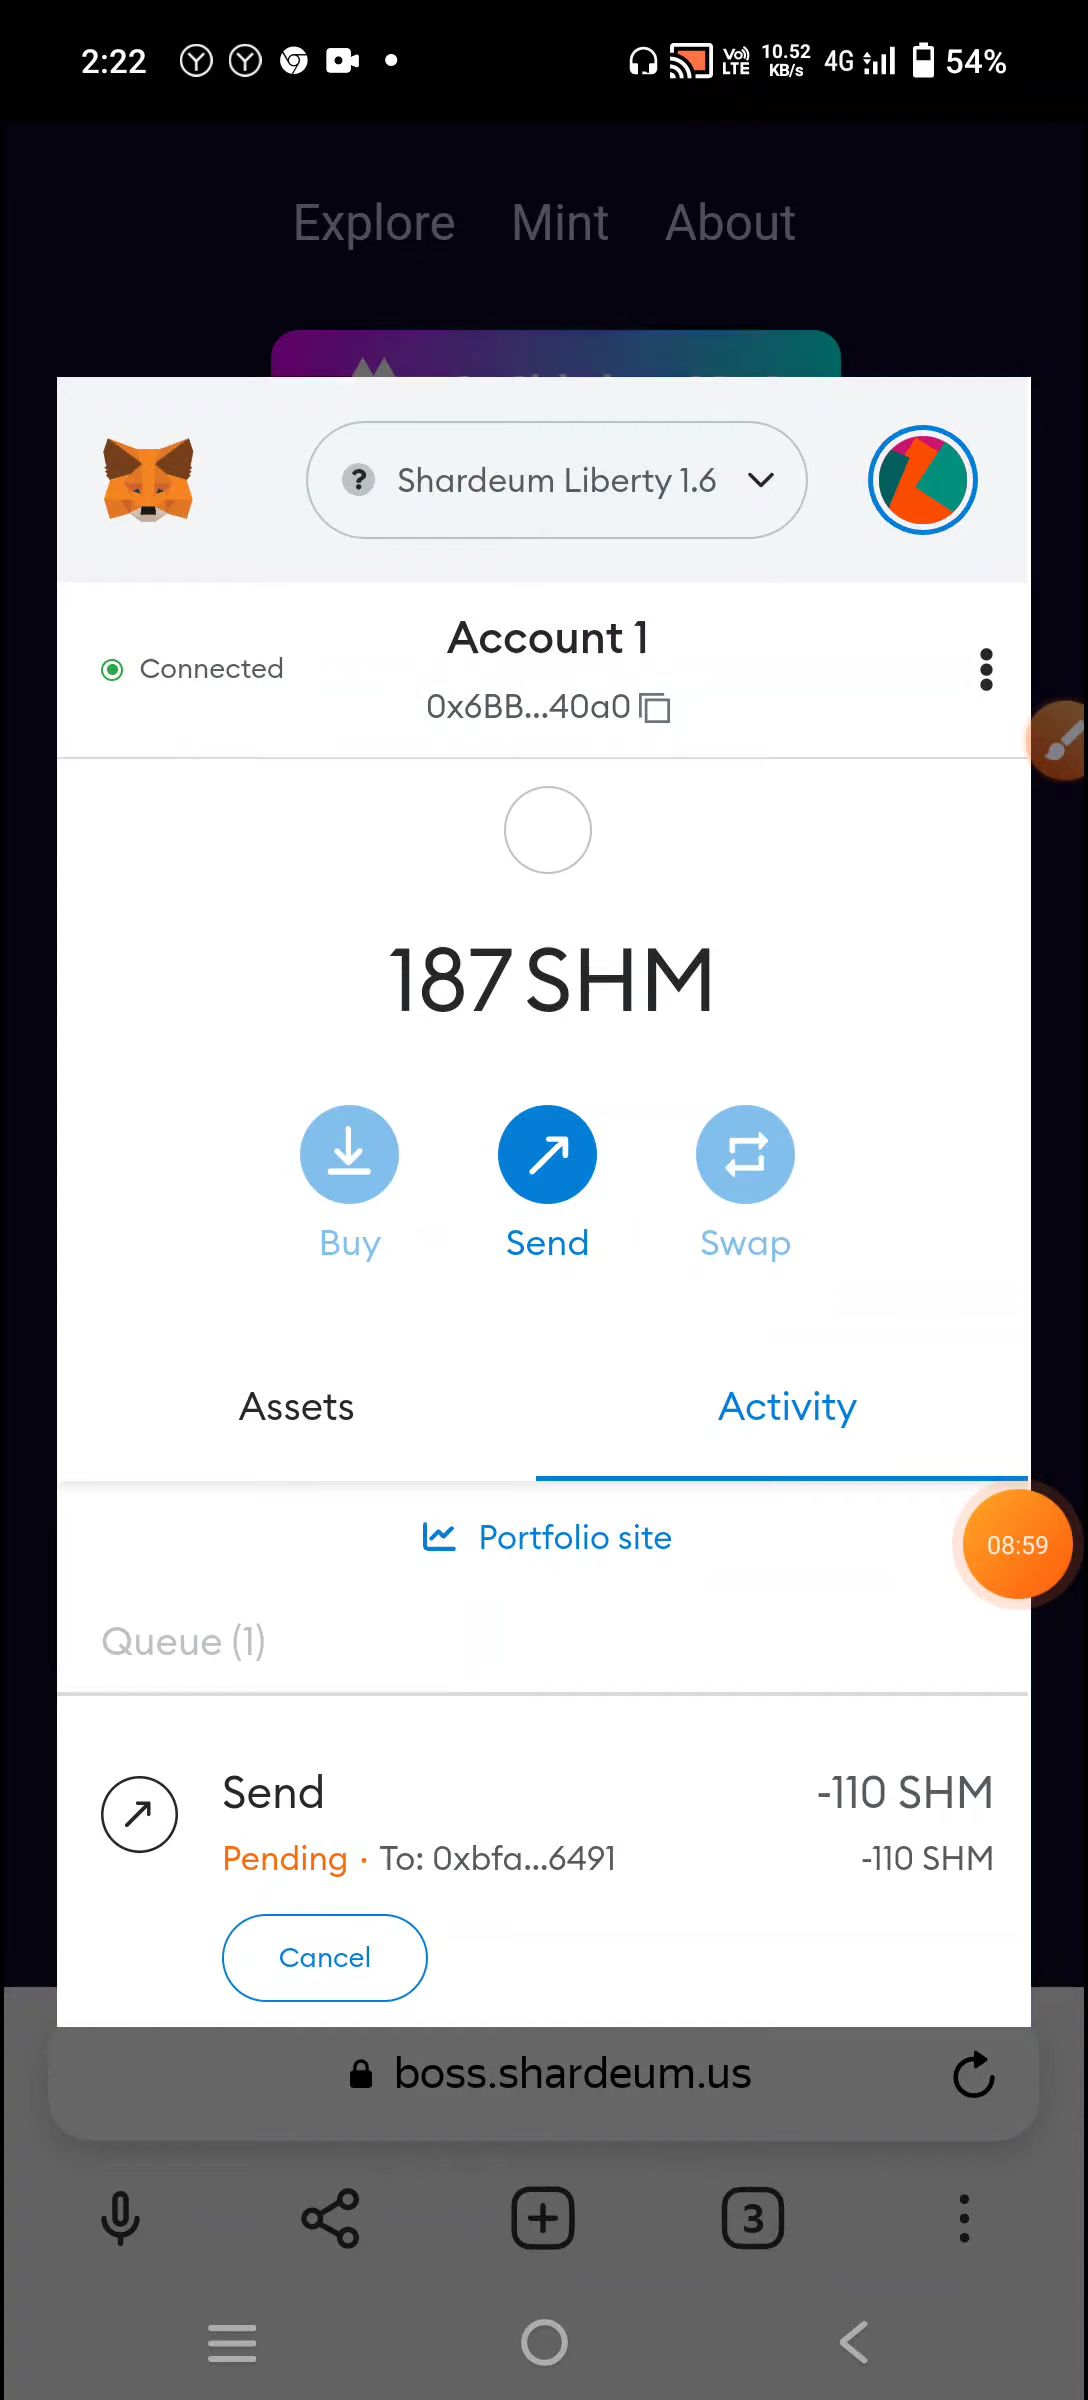 2:22
Vo)) LTE 10.52 KB/s 4G 54%
Explore Mint About
? Shardeum Liberty 1.6
Account 1
Connected
0x6BB...40a0
187 SHM
Buy Send Swap
Assets Activity
Portfolio site
08:59
Queue (1)
Send -110 SHM
Pending · To: 0xbfa...6491 -110 SHM
Cancel
boss.shardeum.us
3